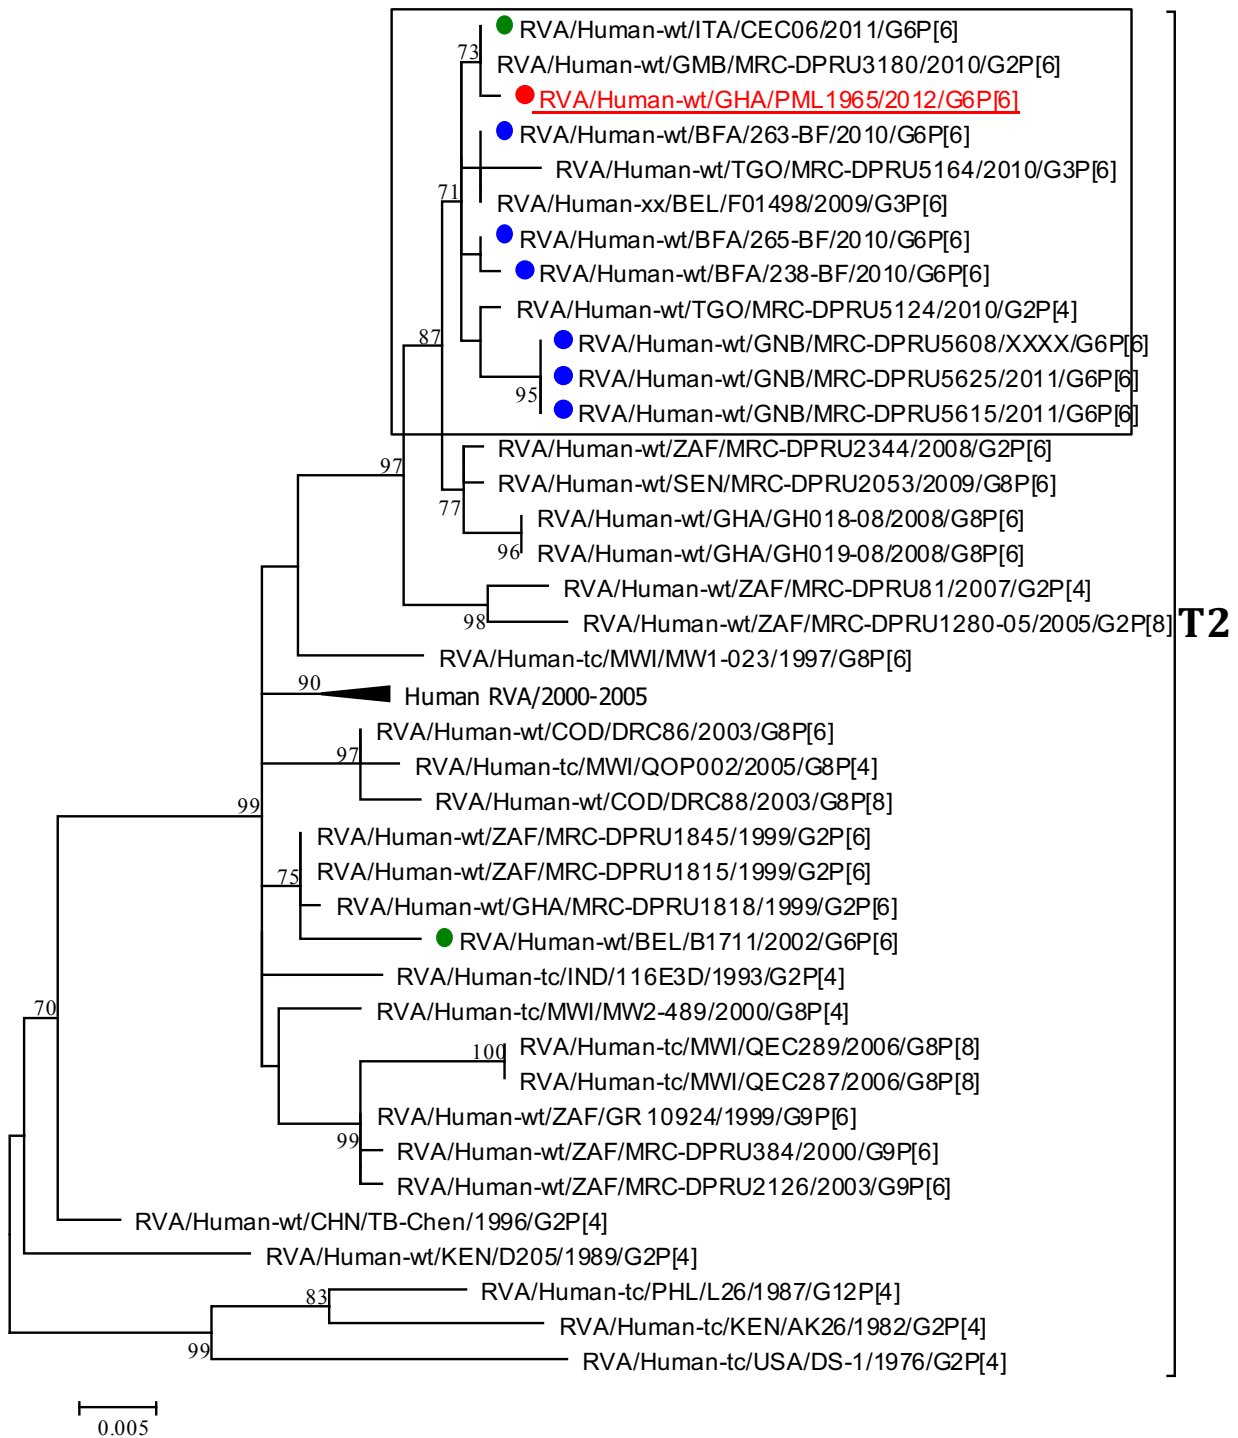 RVA/Human-wt/ITA/CEC06/2011/G6P[6]
73
RVA/Human-wt/GMB/MRC-DPRU3180/2010/G2P[6]
RVA/Human-wt/GHA/PML1965/2012/G6P[6]
RVA/Human-wt/BFA/263-BF/2010/G6P[6]
RVA/Human-wt/TGO/MRC-DPRU5164/2010/G3P[6]
71
RVA/Human-xx/BEL/F01498/2009/G3P[6]
RVA/Human-wt/BFA/265-BF/2010/G6P[6]
RVA/Human-wt/BFA/238-BF/2010/G6P[6]
RVA/Human-wt/TGO/MRC-DPRU5124/2010/G2P[4]
87
RVA/Human-wt/GNB/MRC-DPRU5608/XXXX/G6P[6]
RVA/Human-wt/GNB/MRC-DPRU5625/2011/G6P[6]
95
RVA/Human-wt/GNB/MRC-DPRU5615/2011/G6P[6]
RVA/Human-wt/ZAF/MRC-DPRU2344/2008/G2P[6]
97
RVA/Human-wt/SEN/MRC-DPRU2053/2009/G8P[6]
77
RVA/Human-wt/GHA/GH018-08/2008/G8P[6]
96
RVA/Human-wt/GHA/GH019-08/2008/G8P[6]
RVA/Human-wt/ZAF/MRC-DPRU81/2007/G2P[4]
98
RVA/Human-wt/ZAF/MRC-DPRU1280-05/2005/G2P[8]
T2
RVA/Human-tc/MWI/MW1-023/1997/G8P[6]
90
Human RVA/2000-2005
RVA/Human-wt/COD/DRC86/2003/G8P[6]
97
RVA/Human-tc/MWI/QOP002/2005/G8P[4]
RVA/Human-wt/COD/DRC88/2003/G8P[8]
99
RVA/Human-wt/ZAF/MRC-DPRU1845/1999/G2P[6]
RVA/Human-wt/ZAF/MRC-DPRU1815/1999/G2P[6]
75
RVA/Human-wt/GHA/MRC-DPRU1818/1999/G2P[6]
RVA/Human-wt/BEL/B1711/2002/G6P[6]
RVA/Human-tc/IND/116E3D/1993/G2P[4]
70
RVA/Human-tc/MWI/MW2-489/2000/G8P[4]
100
RVA/Human-tc/MWI/QEC289/2006/G8P[8]
RVA/Human-tc/MWI/QEC287/2006/G8P[8]
RVA/Human-wt/ZAF/GR 10924/1999/G9P[6]
99
RVA/Human-wt/ZAF/MRC-DPRU384/2000/G9P[6]
RVA/Human-wt/ZAF/MRC-DPRU2126/2003/G9P[6]
RVA/Human-wt/CHN/TB-Chen/1996/G2P[4]
RVA/Human-wt/KEN/D205/1989/G2P[4]
83
RVA/Human-tc/PHL/L26/1987/G12P[4]
RVA/Human-tc/KEN/AK26/1982/G2P[4]
99
RVA/Human-tc/USA/DS-1/1976/G2P[4]
0.005